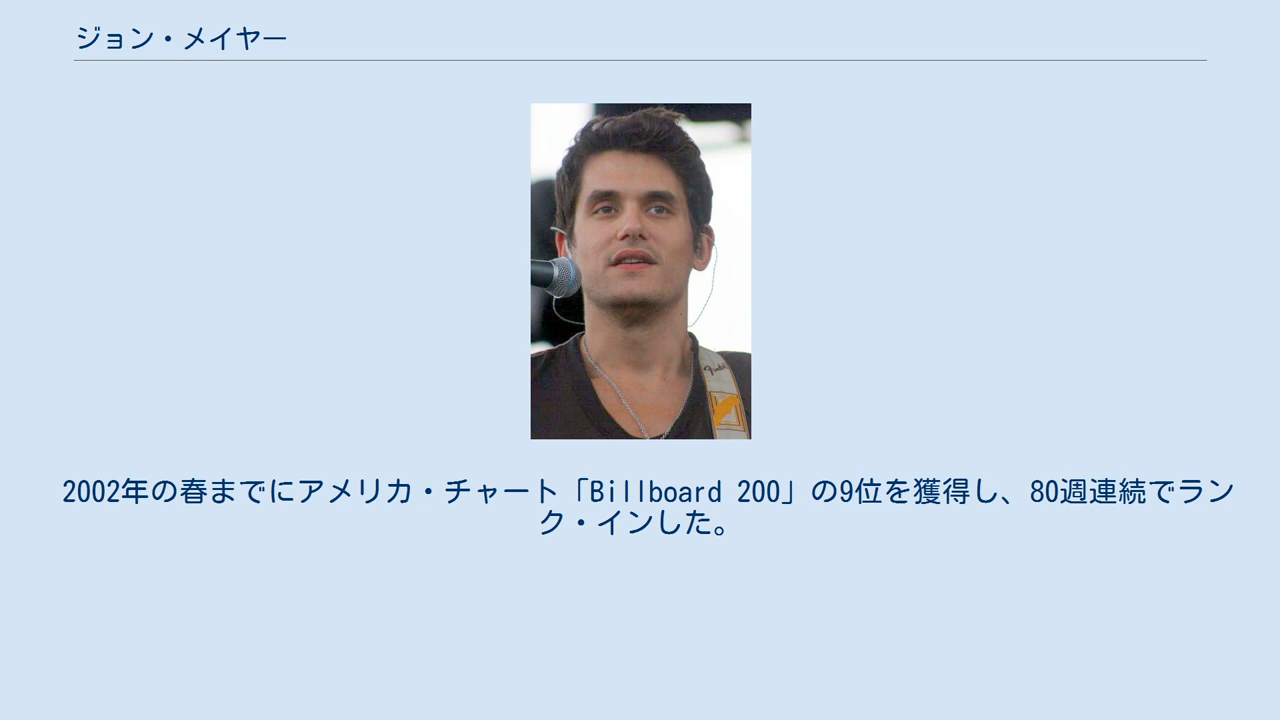 ジョン・メイヤー
Fender
2002年の春までにアメリカ・チャート「Billboard 200」の9位を獲得し、80週連続でラン
ク・インした。